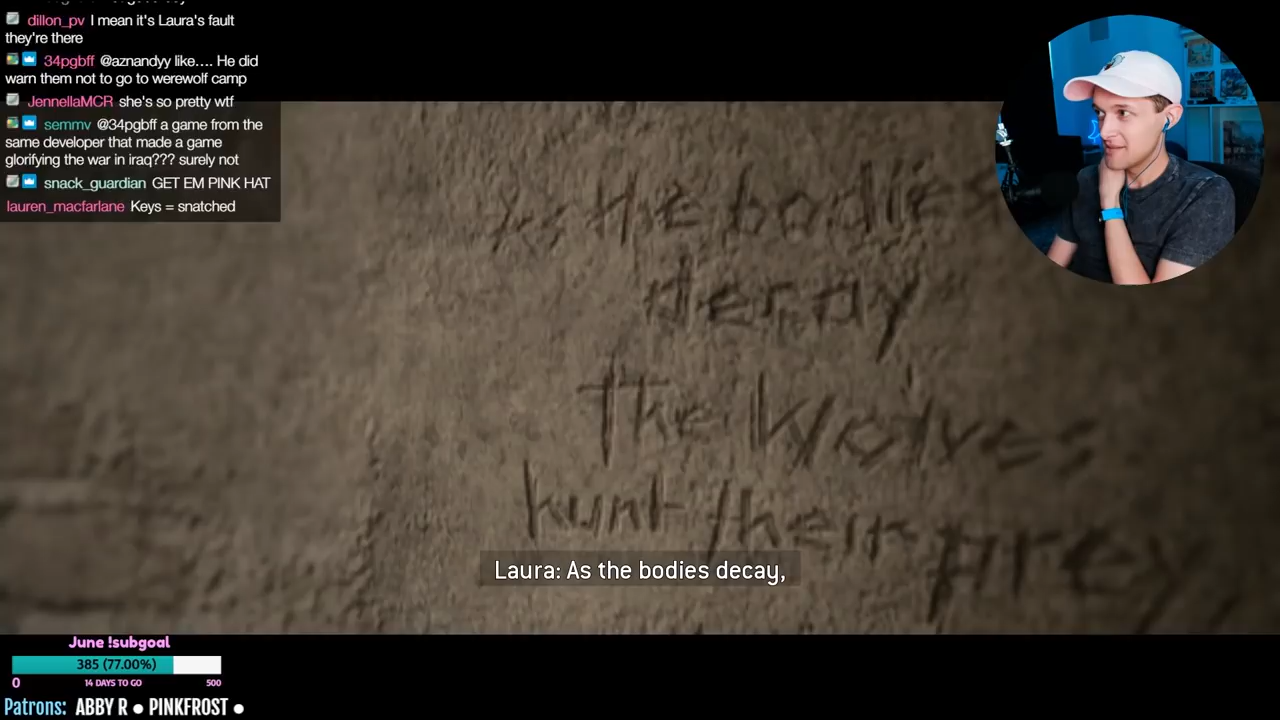 dillon_pv I mean it's Laura's fault
they're there
34pgbff @aznandyy like.... He did
warn them not to go to werewolf camp
JennellaMCR she's so pretty wtf
semmv @34pgbff a game from the
same developer that made a game
glorifying the war in iraq??? surely not
snack_guardian GET EM PINK HAT
lauren_macfarlane Keys = snatched
As the bodies
decay
The Wolves
hunt their prey
Laura: As the bodies decay,
June !subgoal
385 (77.00%)
0 14 DAYS TO GO 500
Patrons: ABBY R ● PINKFROST ●